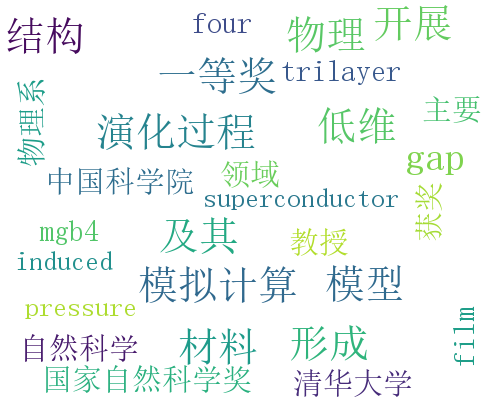 结构
four
物理
开展
一等奖
trilayer
物理系
演化过程
低维
主要
gap
中国科学院
领域
superconductor
获奖
mgb4
及其
教授
induced
模拟计算
模型
pressure
film
自然科学
材料
形成
国家自然科学奖
清华大学